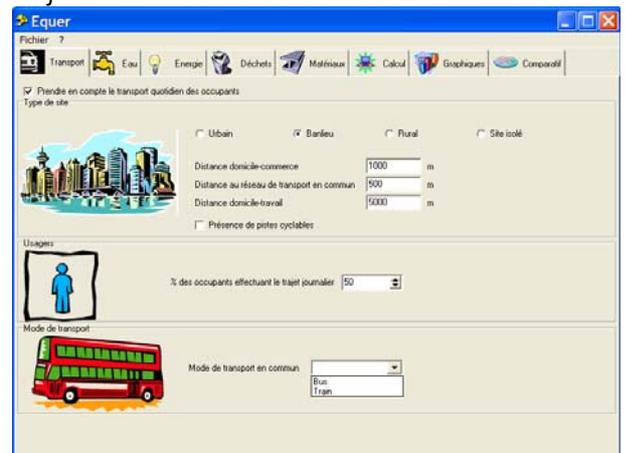 Equer
Fichier ?
Transport Eau Energie Déchets Matériaux Calcul Graphiques Comparatif
Prendre en compte le transport quotidien des occupants
Type de site
Urbain Banlieu Rural Site isolé
Distance domicile-commerce 1000 m
Distance au réseau de transport en commun 500 m
Distance domicile-travail 5000 m
Présence de pistes cyclables
Usagers
% des occupants effectuant le trajet journalier 50
Mode de transport
Mode de transport en commun
Bus
Train